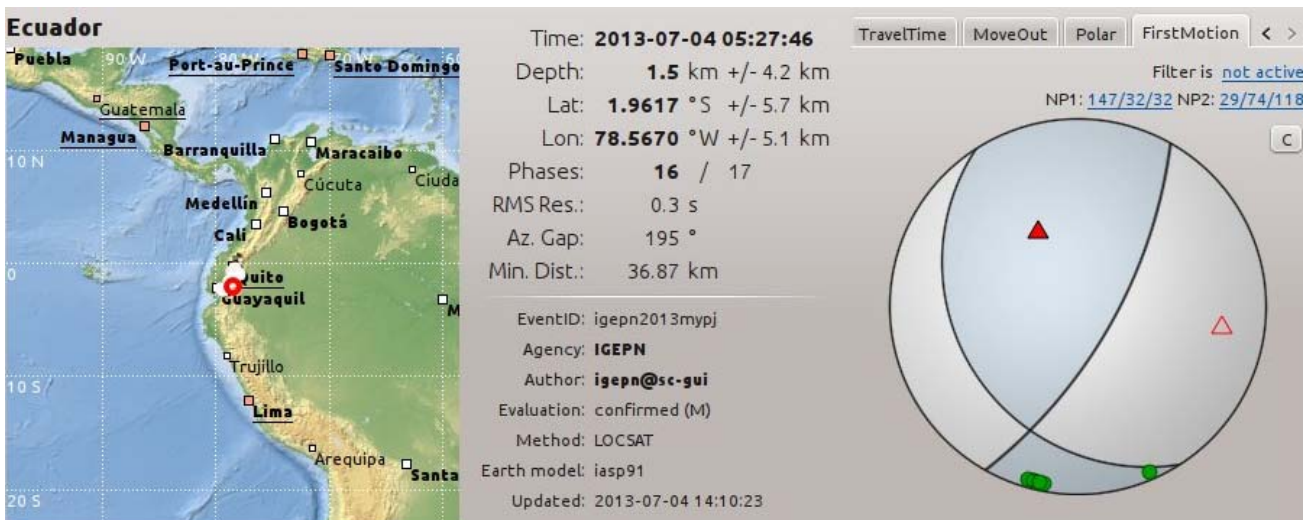 Ecuador
Puebla
90 W
80 W
70 W
6
Port-au-Prince
Santo Domingo
Guatemala
Managua
Barranquilla
Maracaibo
10 N
Cúcuta
Ciuda
Medellín
Bogotá
Cali
0
Quito
Guayaquil
M
Trujillo
10 S
Lima
Arequipa
Santa
20 S
Time: 2013-07-04 05:27:46
Depth: 1.5 km +/- 4.2 km
Lat: 1.9617 °S +/- 5.7 km
Lon: 78.5670 °W +/- 5.1 km
Phases: 16 / 17
RMS Res.: 0.3 s
Az. Gap: 195 °
Min. Dist.: 36.87 km
EventID: igepn2013mypj
Agency: IGEPN
Author: igepn@sc-gui
Evaluation: confirmed (M)
Method: LOCSAT
Earth model: iasp91
Updated: 2013-07-04 14:10:23
TravelTime MoveOut Polar FirstMotion < >
Filter is not active
NP1: 147/32/32 NP2: 29/74/118
C